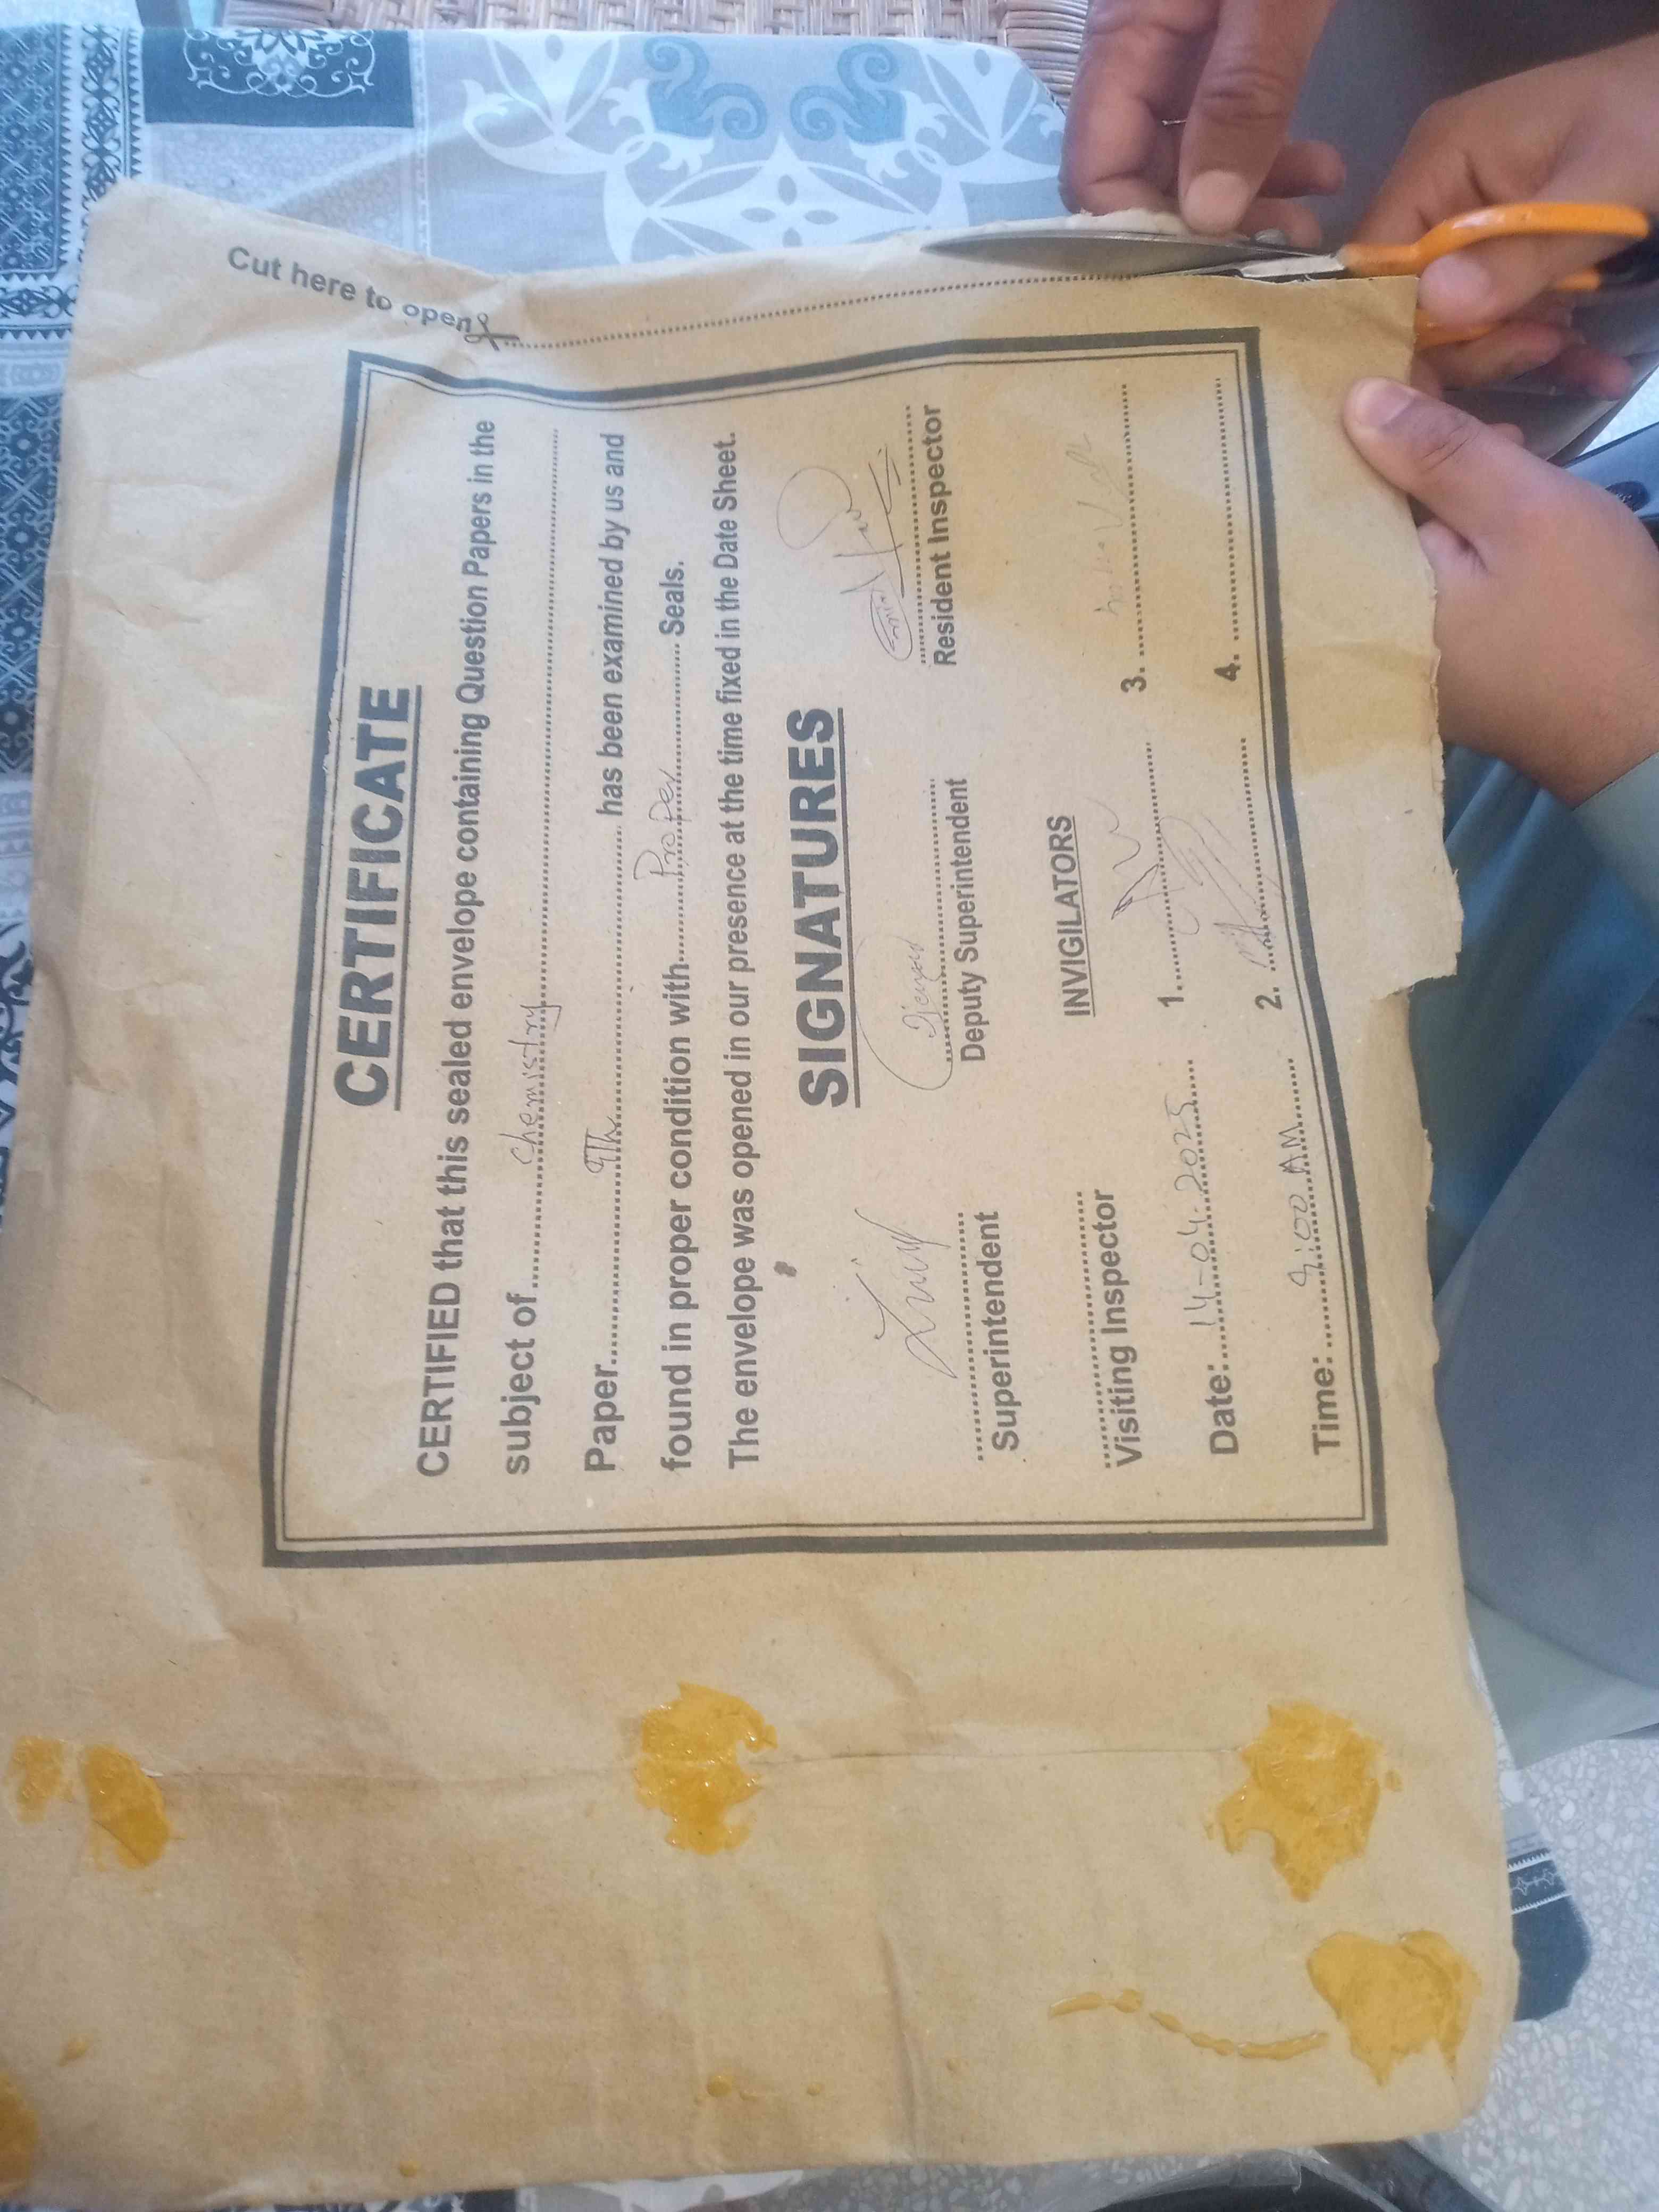 Cut here to open
CERTIFICATE
CERTIFIED that this sealed envelope containing Question Papers in the
subject of Chemistry
Paper 9Th has been examined by us and
found in proper condition with Proper Seals.
The envelope was opened in our presence at the time fixed in the Date Sheet.
SIGNATURES
Superintendent Deputy Superintendent Resident Inspector
INVIGILATORS
Visiting Inspector 1. 3.
Date: 14-04-2025 2. 4.
Time: 9:00 AM